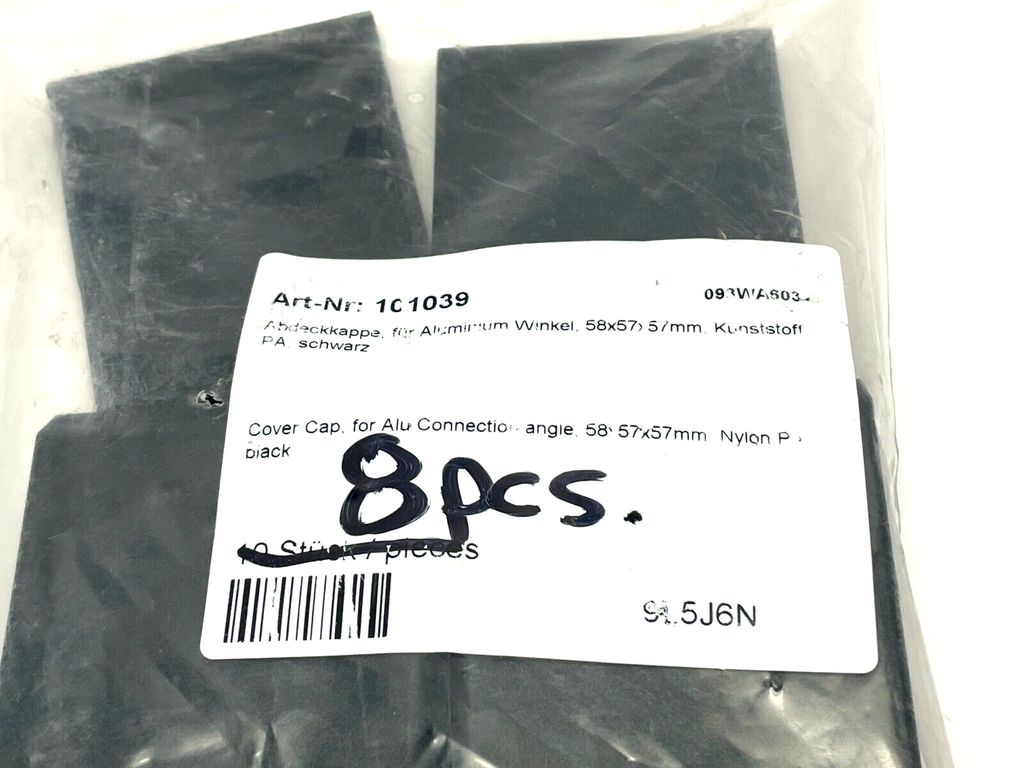 Art-Nr: 101039
Abdeckkappe, für Aluminium Winkel, 58x57x57mm, Kunststoff
PA, schwarz
Cover Cap, for Alu Connection angle, 58x57x57mm, Nylon
black
8pcs.
10 Stück / pieces